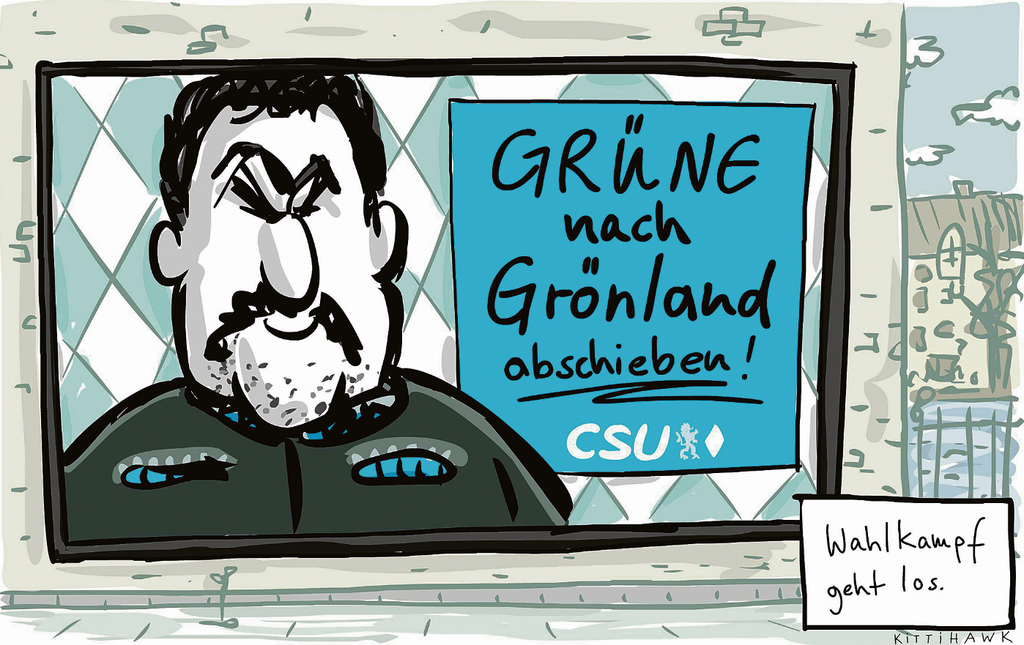 GRÜNE
nach
Grönland
abschieben!
CSU
Wahlkampf
geht los.
KITTIHAWK